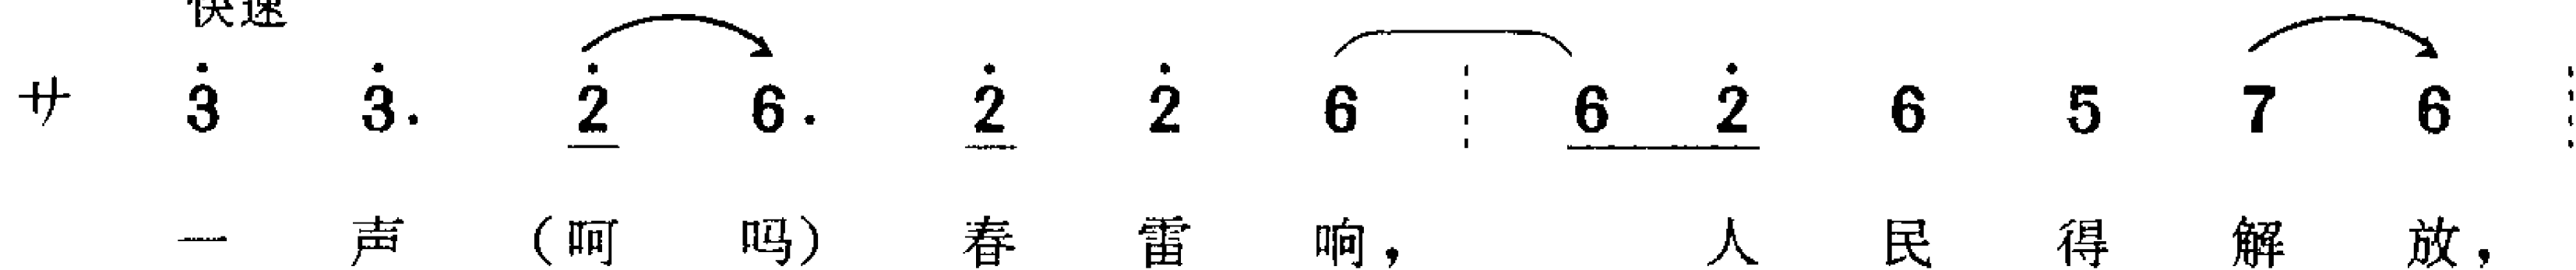 快速
サ 3̇ 3̇. 2̇ 6. 2̇ 2̇ 6 ┊ 6 2̇ 6 5 7 6 ┊
一 声 (呵 吗) 春 雷 响, 人 民 得 解 放,